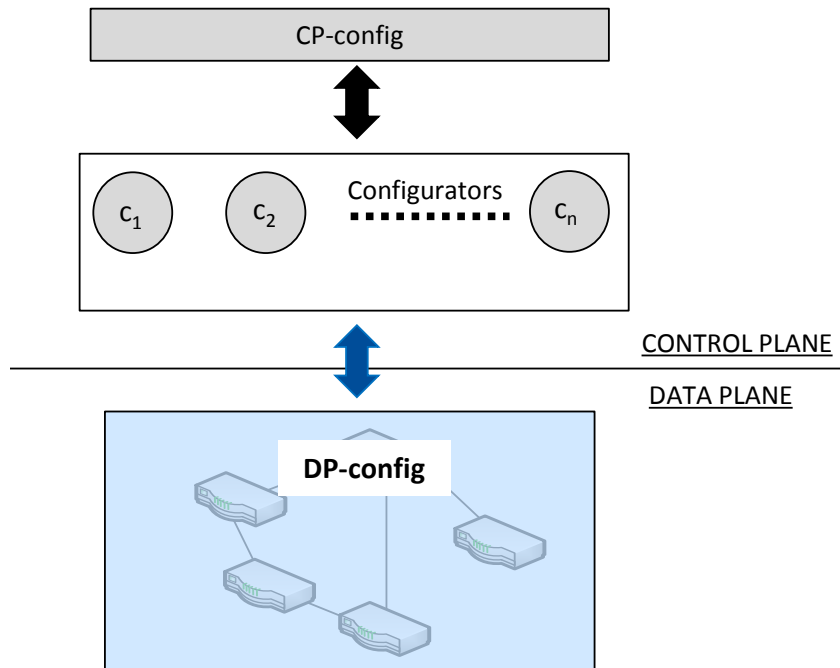 CP-config
Configurators
c1 c2 cn
CONTROL PLANE
DATA PLANE
DP-config